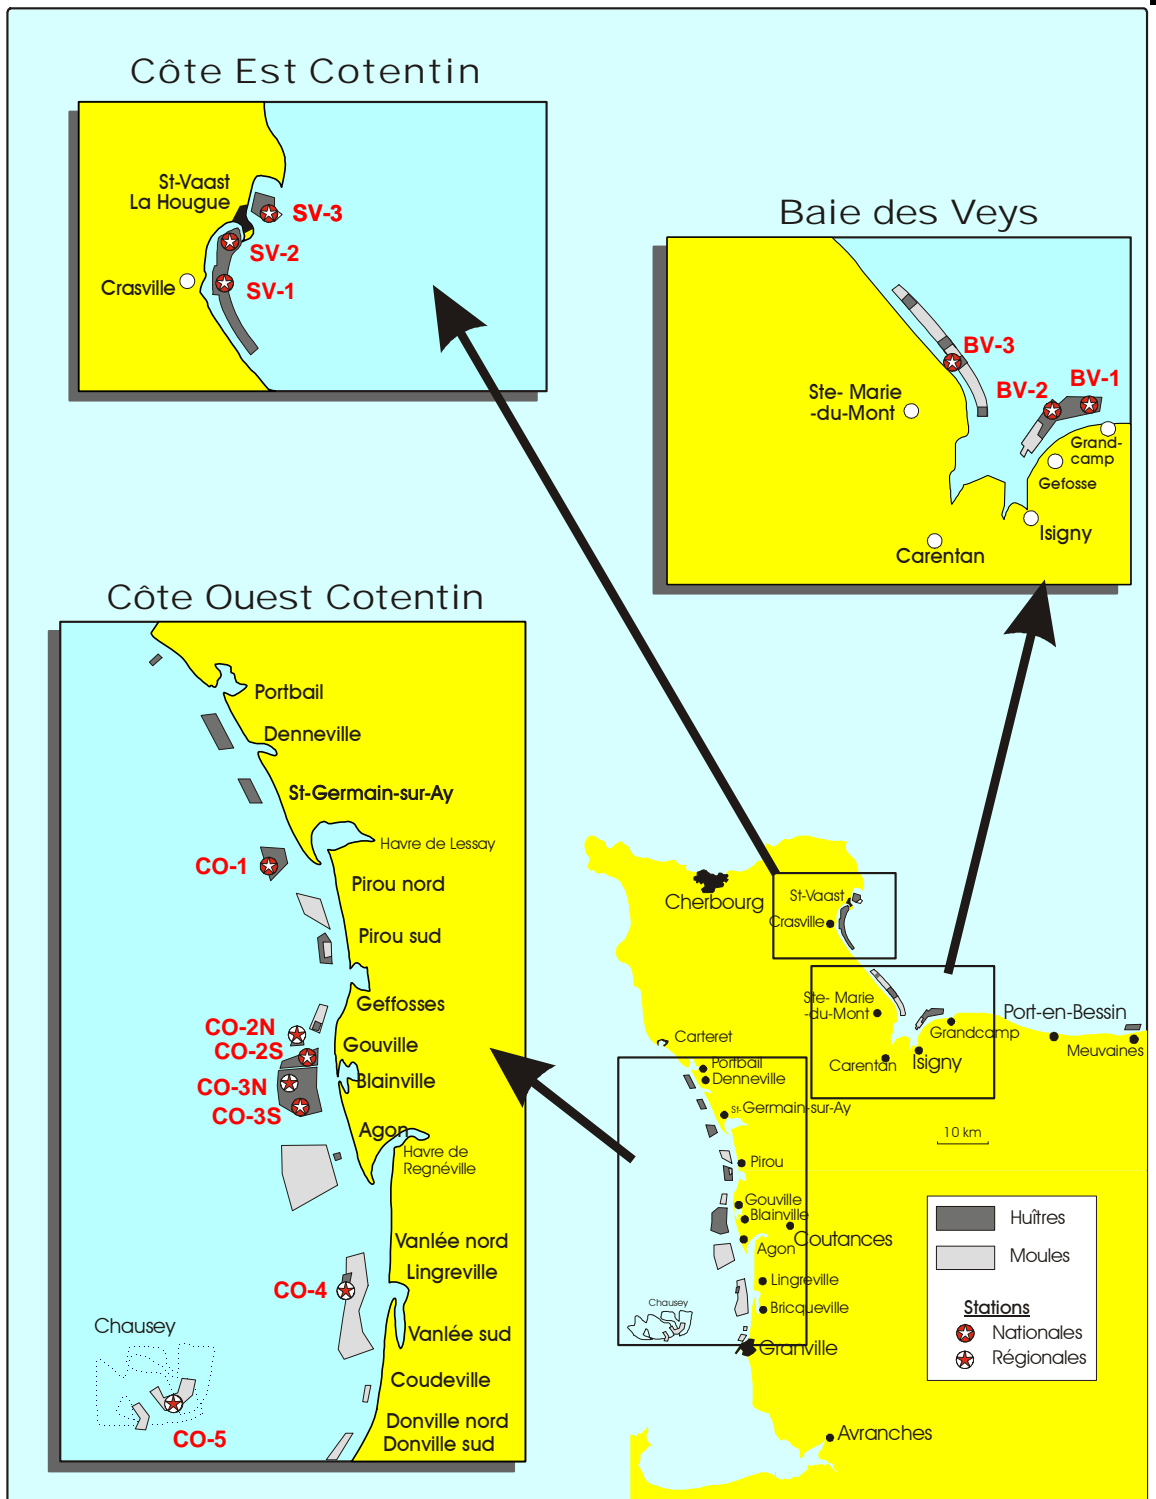 Côte Est Cotentin
St-Vaast
La Hougue
SV-3
SV-2
Crasville
SV-1
Baie des Veys
BV-3
Ste- Marie
-du-Mont
BV-2
BV-1
Grand-
camp
Gefosse
Isigny
Carentan
Côte Ouest Cotentin
Portbail
Denneville
St-Germain-sur-Ay
Havre de Lessay
CO-1
Pirou nord
Pirou sud
Geffosses
CO-2N
Gouville
CO-2S
Blainville
CO-3N
CO-3S
Agon
Havre de
Regnéville
Vanlée nord
Lingreville
CO-4
Chausey
Vanlée sud
Coudeville
Donville nord
CO-5
Donville sud
Cherbourg
St-Vaast
Crasville
Ste- Marie
-du-Mont
Port-en-Bessin
Grandcamp
Meuvaines
Carteret
Isigny
Carentan
Portbail
Denneville
St-Germain-sur-Ay
10 km
Pirou
Gouville
Blainville
Coutances
Agon
Lingreville
Chausey
Bricqueville
Granville
Avranches
Huîtres
Moules
Stations
Nationales
Régionales